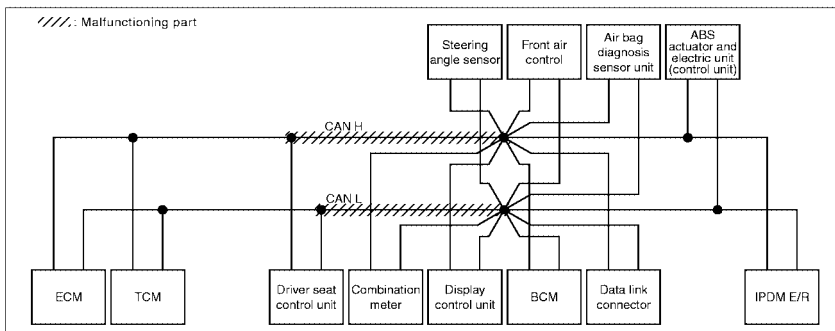 : Malfunctioning part
Steering
angle sensor
Front air
control
Air bag
diagnosis
sensor unit
ABS
actuator and
electric unit
(control unit)
CAN H
CAN L
ECM
TCM
Driver seat
control unit
Combination
meter
Display
control unit
BCM
Data link
connector
IPDM E/R